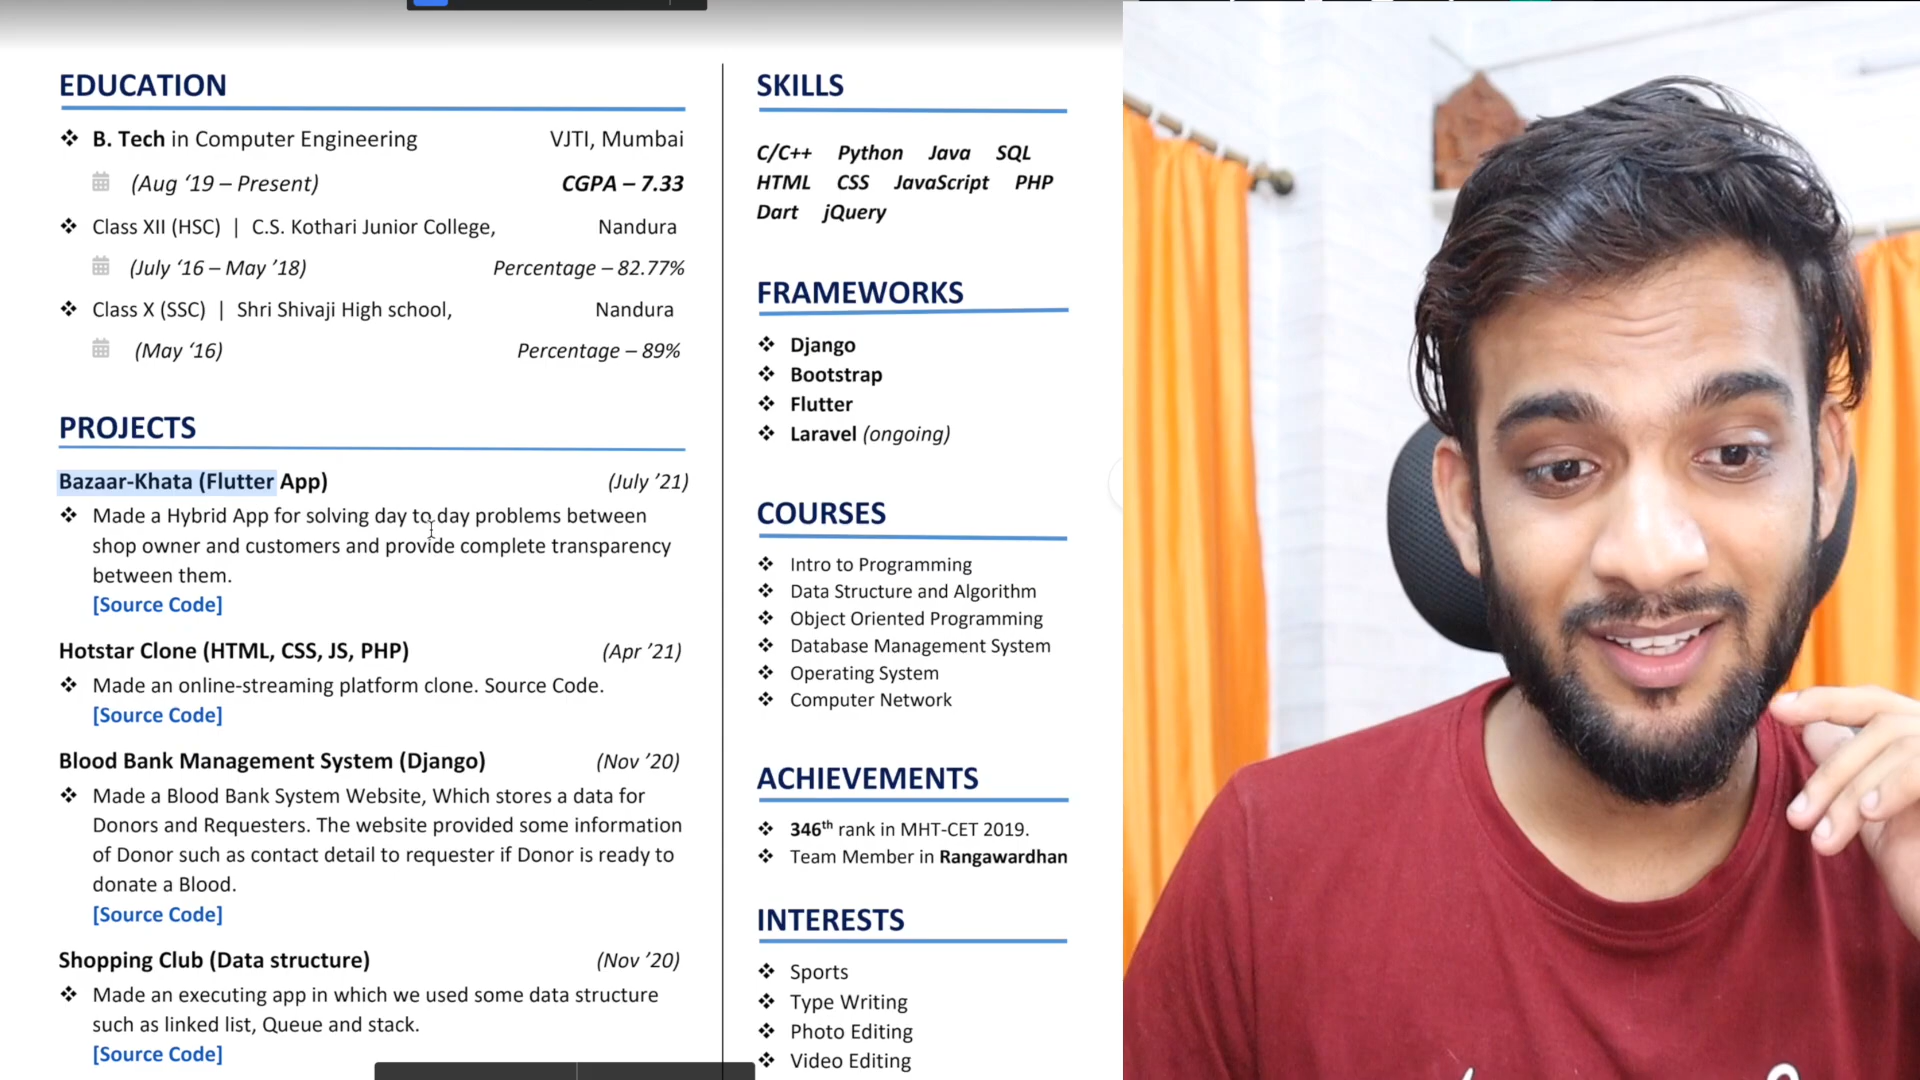 EDUCATION
B. Tech in Computer Engineering VJTI, Mumbai
(Aug ‘19 – Present) CGPA – 7.33
Class XII (HSC) | C.S. Kothari Junior College, Nandura
(July ‘16 – May ’18) Percentage – 82.77%
Class X (SSC) | Shri Shivaji High school, Nandura
(May ‘16) Percentage – 89%
PROJECTS
Bazaar-Khata (Flutter App) (July ’21)
Made a Hybrid App for solving day to day problems between
shop owner and customers and provide complete transparency
between them.
[Source Code]
Hotstar Clone (HTML, CSS, JS, PHP) (Apr ’21)
Made an online-streaming platform clone. Source Code.
[Source Code]
Blood Bank Management System (Django) (Nov ’20)
Made a Blood Bank System Website, Which stores a data for
Donors and Requesters. The website provided some information
of Donor such as contact detail to requester if Donor is ready to
donate a Blood.
[Source Code]
Shopping Club (Data structure) (Nov ’20)
Made an executing app in which we used some data structure
such as linked list, Queue and stack.
[Source Code]
SKILLS
C/C++ Python Java SQL
HTML CSS JavaScript PHP
Dart jQuery
FRAMEWORKS
Django
Bootstrap
Flutter
Laravel (ongoing)
COURSES
Intro to Programming
Data Structure and Algorithm
Object Oriented Programming
Database Management System
Operating System
Computer Network
ACHIEVEMENTS
346th rank in MHT-CET 2019.
Team Member in Rangawardhan
INTERESTS
Sports
Type Writing
Photo Editing
Video Editing